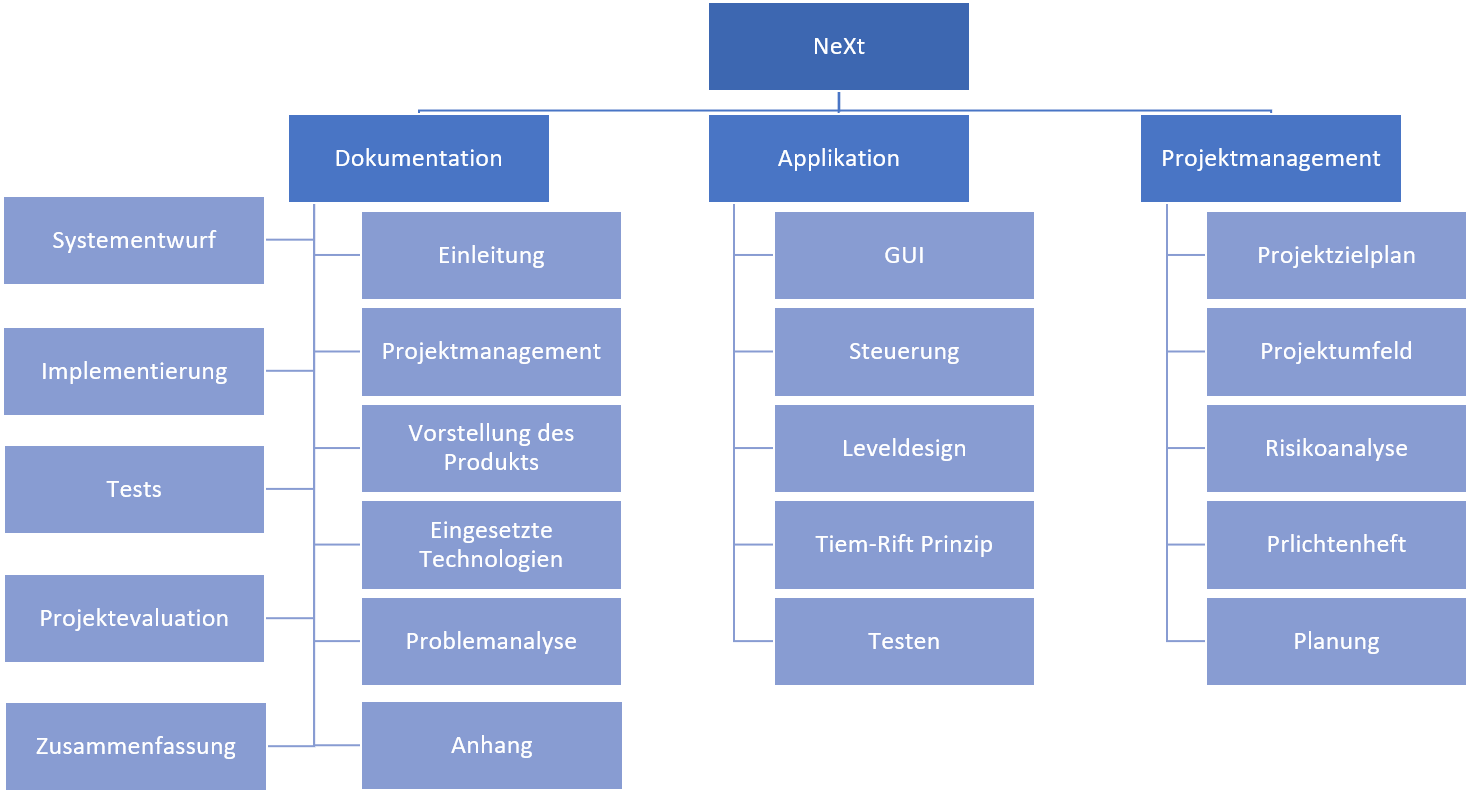 NeXt
Dokumentation
Applikation
Projektmanagement
Systementwurf
Implementierung
Tests
Projektevaluation
Zusammenfassung
Einleitung
Projektmanagement
Vorstellung des
Produkts
Eingesetzte
Technologien
Problemanalyse
Anhang
GUI
Steuerung
Leveldesign
Tiem-Rift Prinzip
Testen
Projektzielplan
Projektumfeld
Risikoanalyse
Prlichtenheft
Planung